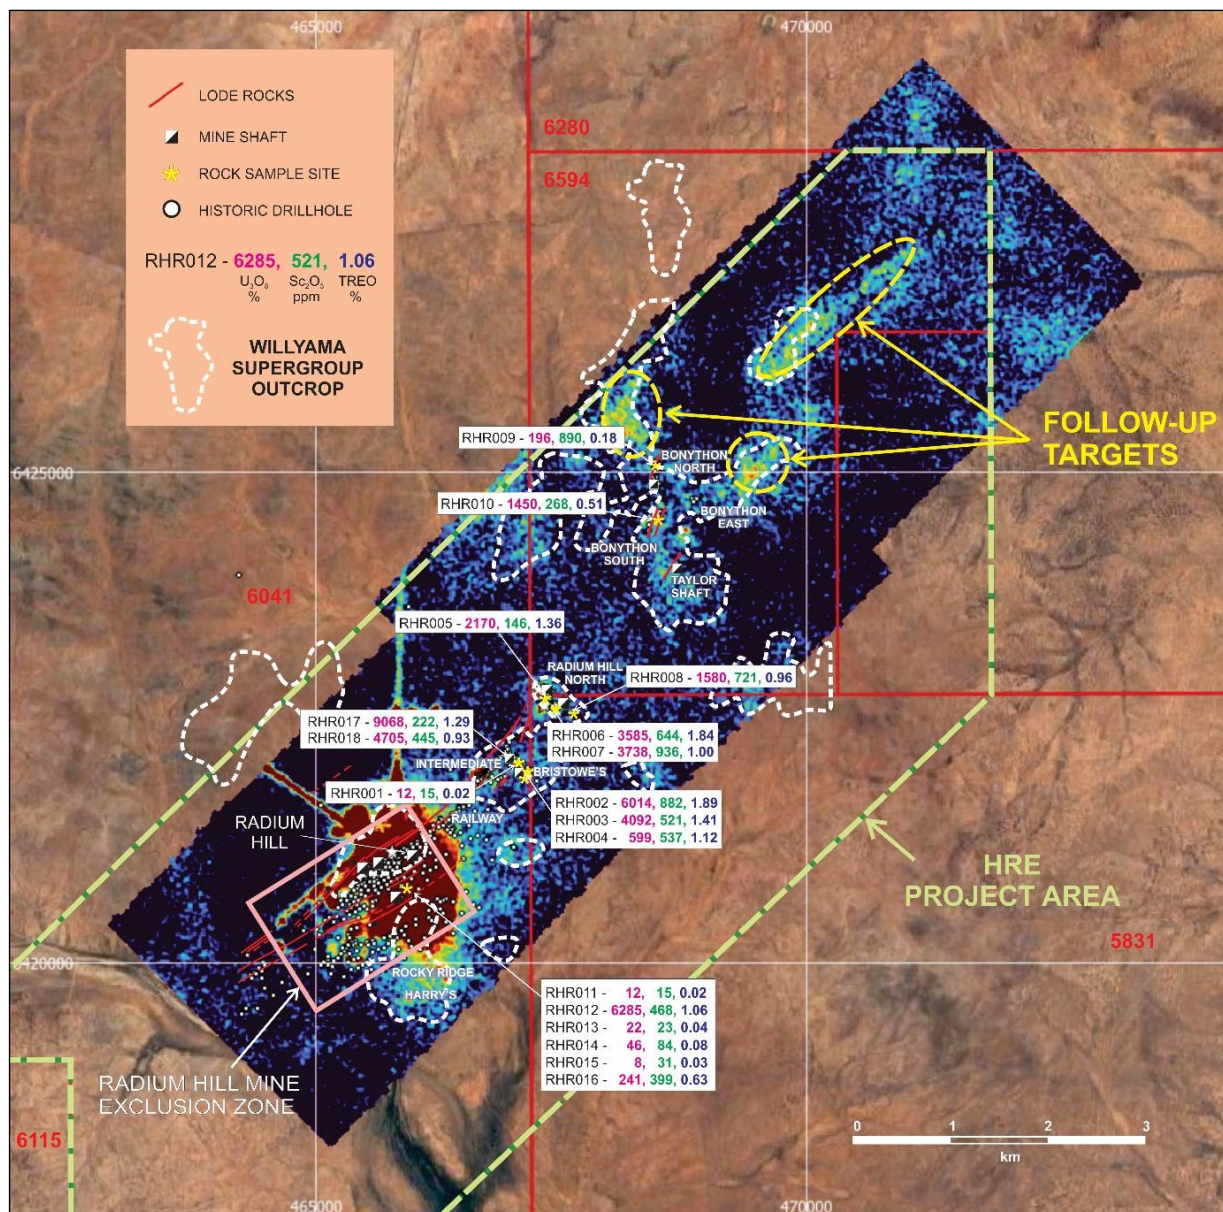 465000
470000
LODE ROCKS
MINE SHAFT
ROCK SAMPLE SITE
HISTORIC DRILLHOLE
RHR012 - 6285, 521, 1.06
U₃O₈ Sc₂O₃ TREO
% ppm %
WILLYAMA
SUPERGROUP
OUTCROP
6280
6594
FOLLOW-UP
TARGETS
RHR009 - 196, 890, 0.18
BONYTHON
NORTH
6425000
6425000
RHR010 - 1450, 268, 0.51
BONYTHON
EAST
BONYTHON
SOUTH
TAYLOR
SHAFT
6041
RHR005 - 2170, 146, 1.36
RADIUM HILL
NORTH
RHR008 - 1580, 721, 0.96
RHR017 - 9068, 222, 1.29
RHR018 - 4705, 445, 0.93
RHR006 - 3585, 644, 1.84
RHR007 - 3738, 936, 1.00
INTERMEDIATE
BRISTOWE'S
RHR001 - 12, 15, 0.02
RHR002 - 6014, 882, 1.89
RHR003 - 4092, 521, 1.41
RHR004 - 599, 537, 1.12
RAILWAY
RADIUM
HILL
HRE
PROJECT AREA
5831
6420000
6420000
ROCKY RIDGE
HARRY'S
RHR011 - 12, 15, 0.02
RHR012 - 6285, 468, 1.06
RHR013 - 22, 23, 0.04
RHR014 - 46, 84, 0.08
RHR015 - 8, 31, 0.03
RHR016 - 241, 399, 0.63
RADIUM HILL MINE
EXCLUSION ZONE
6115
0 1 2 3
km
465000
470000